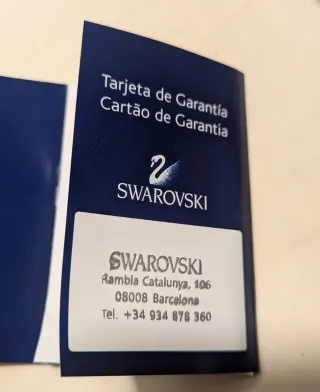 Tarjeta de Garantía
Cartão de Garantia
SWAROVSKI
SWAROVSKI
Rambla Catalunya, 106
08008 Barcelona
Tel. +34 934 878 360